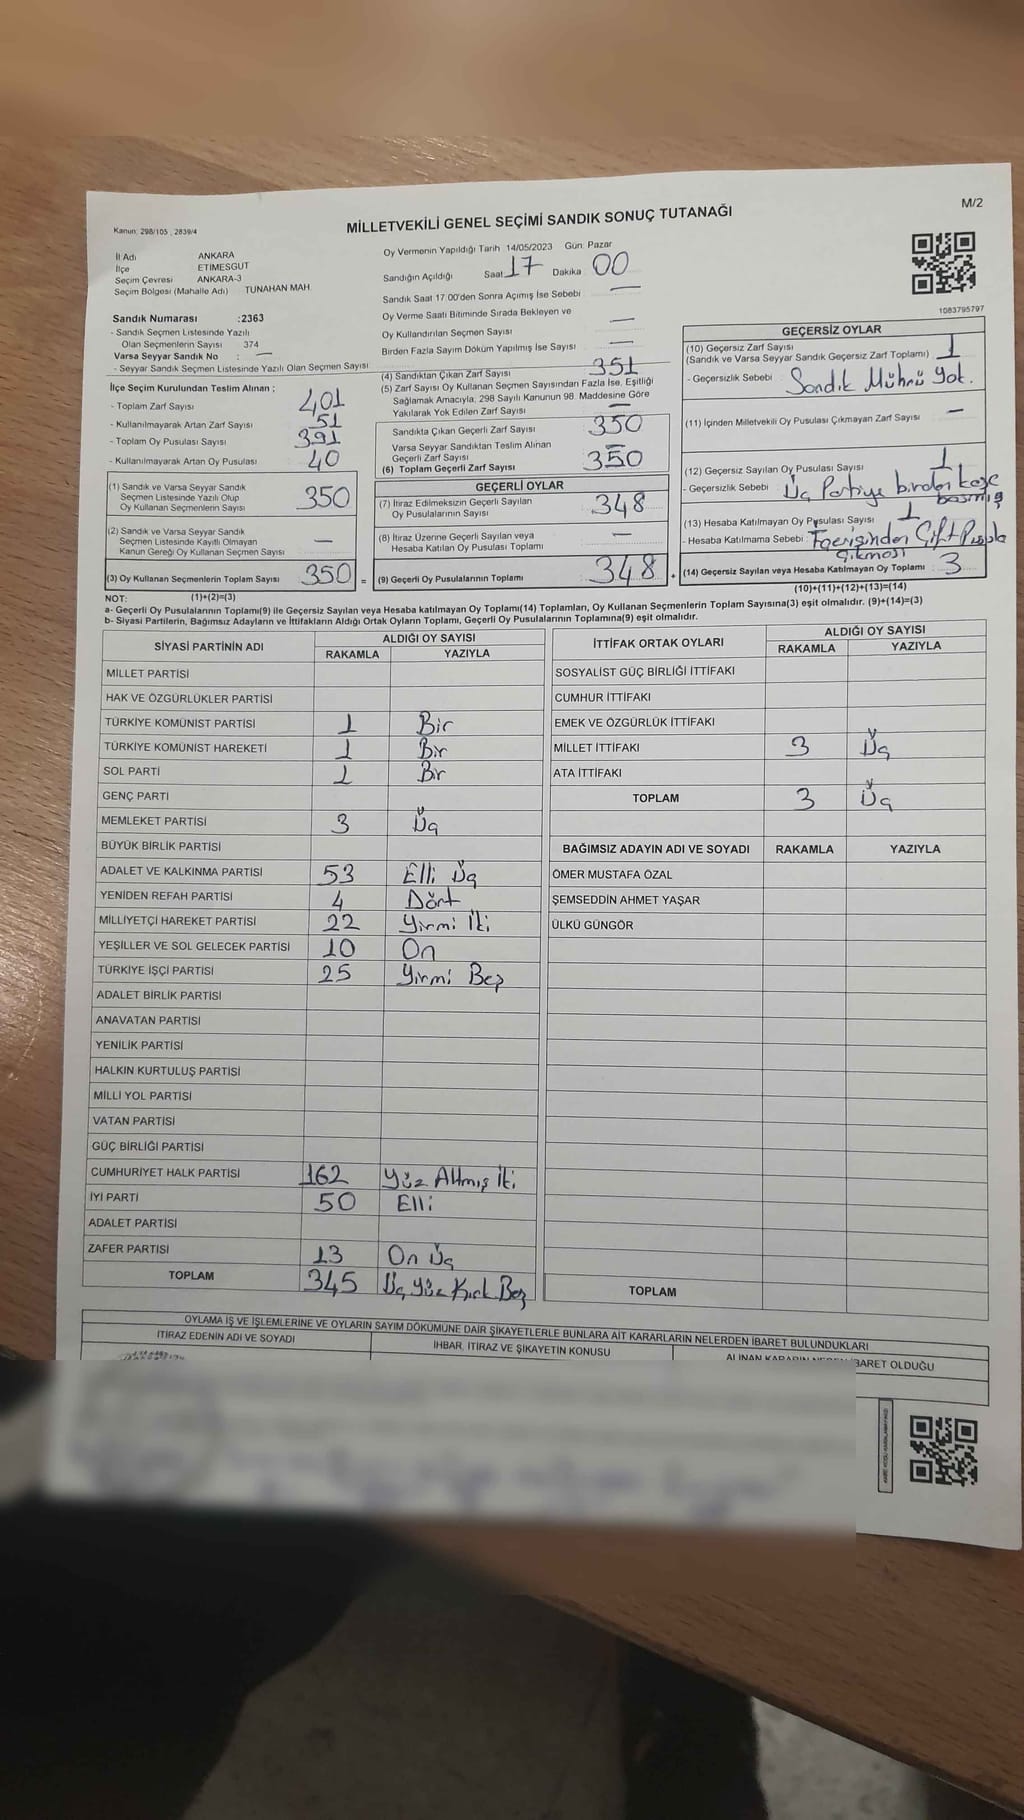 M/2
MİLLETVEKİLİ GENEL SEÇİMİ SANDIK SONUÇ TUTANAĞI
Kanun: 298/105 , 2839/4
İl Adı ANKARA
İlçe ETİMESGUT
Seçim Çevresi ANKARA-3
Seçim Bölgesi (Mahalle Adı) TUNAHAN MAH.
Sandık Numarası :2363
- Sandık Seçmen Listesinde Yazılı
Olan Seçmenlerin Sayısı 374
Varsa Seyyar Sandık No : —
- Seyyar Sandık Seçmen Listesinde Yazılı Olan Seçmen Sayısı
İlçe Seçim Kurulundan Teslim Alınan ;
- Toplam Zarf Sayısı 401
- Kullanılmayarak Artan Zarf Sayısı 51
- Toplam Oy Pusulası Sayısı 391
- Kullanılmayarak Artan Oy Pusulası 40
(1) Sandık ve Varsa Seyyar Sandık
Seçmen Listesinde Yazılı Olup
Oy Kullanan Seçmenlerin Sayısı 350
(2) Sandık ve Varsa Seyyar Sandık
Seçmen Listesinde Kayıtlı Olmayan
Kanun Gereği Oy Kullanan Seçmen Sayısı —
(3) Oy Kullanan Seçmenlerin Toplam Sayısı 350 =
(1)+(2)=(3)
Oy Vermenin Yapıldığı Tarih 14/05/2023 Gün: Pazar
Sandığın Açıldığı Saat 17 Dakika 00
Sandık Saat 17:00'den Sonra Açımış İse Sebebi —
Oy Verme Saati Bitiminde Sırada Bekleyen ve
Oy Kullandırılan Seçmen Sayısı —
Birden Fazla Sayım Döküm Yapılmış İse Sayısı —
(4) Sandıktan Çıkan Zarf Sayısı 351
(5) Zarf Sayısı Oy Kullanan Seçmen Sayısından Fazla İse, Eşitliği
Sağlamak Amacıyla, 298 Sayılı Kanunun 98. Maddesine Göre
Yakılarak Yok Edilen Zarf Sayısı —
Sandıkta Çıkan Geçerli Zarf Sayısı 350
Varsa Seyyar Sandıktan Teslim Alınan
Geçerli Zarf Sayısı —
(6) Toplam Geçerli Zarf Sayısı 350
GEÇERLİ OYLAR
(7) İtiraz Edilmeksizin Geçerli Sayılan
Oy Pusulalarının Sayısı 348
(8) İtiraz Üzerine Geçerli Sayılan veya
Hesaba Katılan Oy Pusulası Toplamı —
(9) Geçerli Oy Pusulalarının Toplamı 348 +
1083795797
GEÇERSİZ OYLAR
(10) Geçersiz Zarf Sayısı
(Sandık ve Varsa Seyyar Sandık Geçersiz Zarf Toplamı) 1
- Geçersizlik Sebebi : Sandık Mührü Yok.
(11) İçinden Milletvekili Oy Pusulası Çıkmayan Zarf Sayısı —
(12) Geçersiz Sayılan Oy Pusulası Sayısı 1
- Geçersizlik Sebebi : Üç Partiye birden kaşe
basmış
(13) Hesaba Katılmayan Oy Pusulası Sayısı 1
- Hesaba Katılmama Sebebi : İçerisinden Çift Pusula
Çıkması
(14) Geçersiz Sayılan veya Hesaba Katılmayan Oy Toplamı 3
(10)+(11)+(12)+(13)=(14)
NOT:
a- Geçerli Oy Pusulalarının Toplamı(9) ile Geçersiz Sayılan veya Hesaba katılmayan Oy Toplamı(14) Toplamları, Oy Kullanan Seçmenlerin Toplam Sayısına(3) eşit olmalıdır. (9)+(14)=(3)
b- Siyasi Partilerin, Bağımsız Adayların ve İttifakların Aldığı Ortak Oyların Toplamı, Geçerli Oy Pusulalarının Toplamına(9) eşit olmalıdır.
SİYASİ PARTİNİN ADI ALDIĞI OY SAYISI
RAKAMLA YAZIYLA
MİLLET PARTİSİ
HAK VE ÖZGÜRLÜKLER PARTİSİ
TÜRKİYE KOMÜNİST PARTİSİ 1 Bir
TÜRKİYE KOMÜNİST HAREKETİ 1 Bir
SOL PARTİ 1 Bir
GENÇ PARTİ
MEMLEKET PARTİSİ 3 Üç
BÜYÜK BİRLİK PARTİSİ
ADALET VE KALKINMA PARTİSİ 53 Elli Üç
YENİDEN REFAH PARTİSİ 4 Dört
MİLLİYETÇİ HAREKET PARTİSİ 22 Yirmi İki
YEŞİLLER VE SOL GELECEK PARTİSİ 10 On
TÜRKİYE İŞÇİ PARTİSİ 25 Yirmi Beş
ADALET BİRLİK PARTİSİ
ANAVATAN PARTİSİ
YENİLİK PARTİSİ
HALKIN KURTULUŞ PARTİSİ
MİLLİ YOL PARTİSİ
VATAN PARTİSİ
GÜÇ BİRLİĞİ PARTİSİ
CUMHURİYET HALK PARTİSİ 162 Yüz Altmış İki
İYİ PARTİ 50 Elli
ADALET PARTİSİ
ZAFER PARTİSİ 13 On Üç
TOPLAM 345 Üç Yüz Kırk Beş
İTTİFAK ORTAK OYLARI ALDIĞI OY SAYISI
RAKAMLA YAZIYLA
SOSYALİST GÜÇ BİRLİĞİ İTTİFAKI
CUMHUR İTTİFAKI
EMEK VE ÖZGÜRLÜK İTTİFAKI
MİLLET İTTİFAKI 3 Üç
ATA İTTİFAKI
TOPLAM 3 Üç
BAĞIMSIZ ADAYIN ADI VE SOYADI RAKAMLA YAZIYLA
ÖMER MUSTAFA ÖZAL
ŞEMSEDDİN AHMET YAŞAR
ÜLKÜ GÜNGÖR
TOPLAM
OYLAMA İŞ VE İŞLEMLERİNE VE OYLARIN SAYIM DÖKÜMÜNE DAİR ŞİKAYETLERLE BUNLARA AİT KARARLARIN NELERDEN İBARET BULUNDUKLARI
İTİRAZ EDENİN ADI VE SOYADI İHBAR, İTİRAZ VE ŞİKAYETİN KONUSU ALINAN KARARIN NEDEN İBARET OLDUĞU